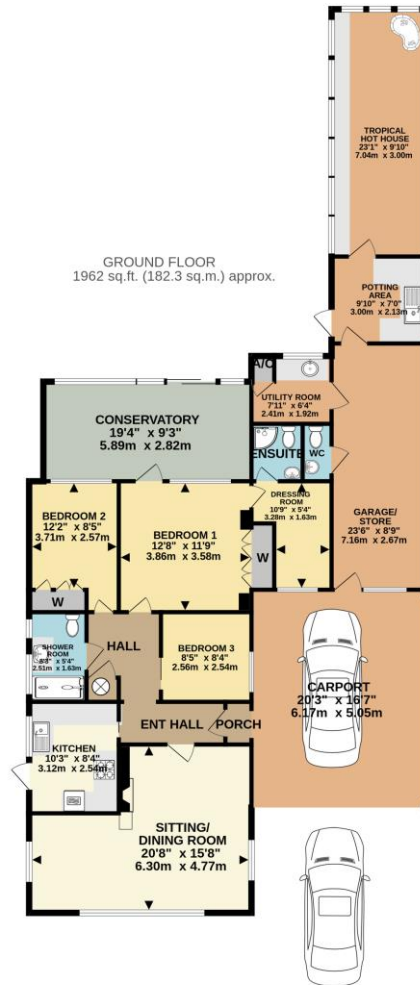 TROPICAL
HOT HOUSE
23'1" x 9'10"
7.04m x 3.00m
GROUND FLOOR
1962 sq.ft. (182.3 sq.m.) approx.
POTTING
AREA
9'10" x 7'0"
3.00m x 2.13m
A/C
UTILITY ROOM
7'11" x 6'4"
2.41m x 1.92m
CONSERVATORY
19'4" x 9'3"
5.89m x 2.82m
ENSUITE
WC
DRESSING
ROOM
10'9" x 5'4"
3.28m x 1.63m
BEDROOM 2
12'2" x 8'5"
3.71m x 2.57m
BEDROOM 1
12'8" x 11'9"
3.86m x 3.58m
GARAGE/
STORE
23'6" x 8'9"
7.16m x 2.67m
W
W
HALL
SHOWER
ROOM
8'3" x 5'4"
2.51m x 1.63m
BEDROOM 3
8'5" x 8'4"
2.56m x 2.54m
CARPORT
20'3" x 16'7"
6.17m x 5.05m
ENT HALL
PORCH
KITCHEN
10'3" x 8'4"
3.12m x 2.54m
SITTING/
DINING ROOM
20'8" x 15'8"
6.30m x 4.77m